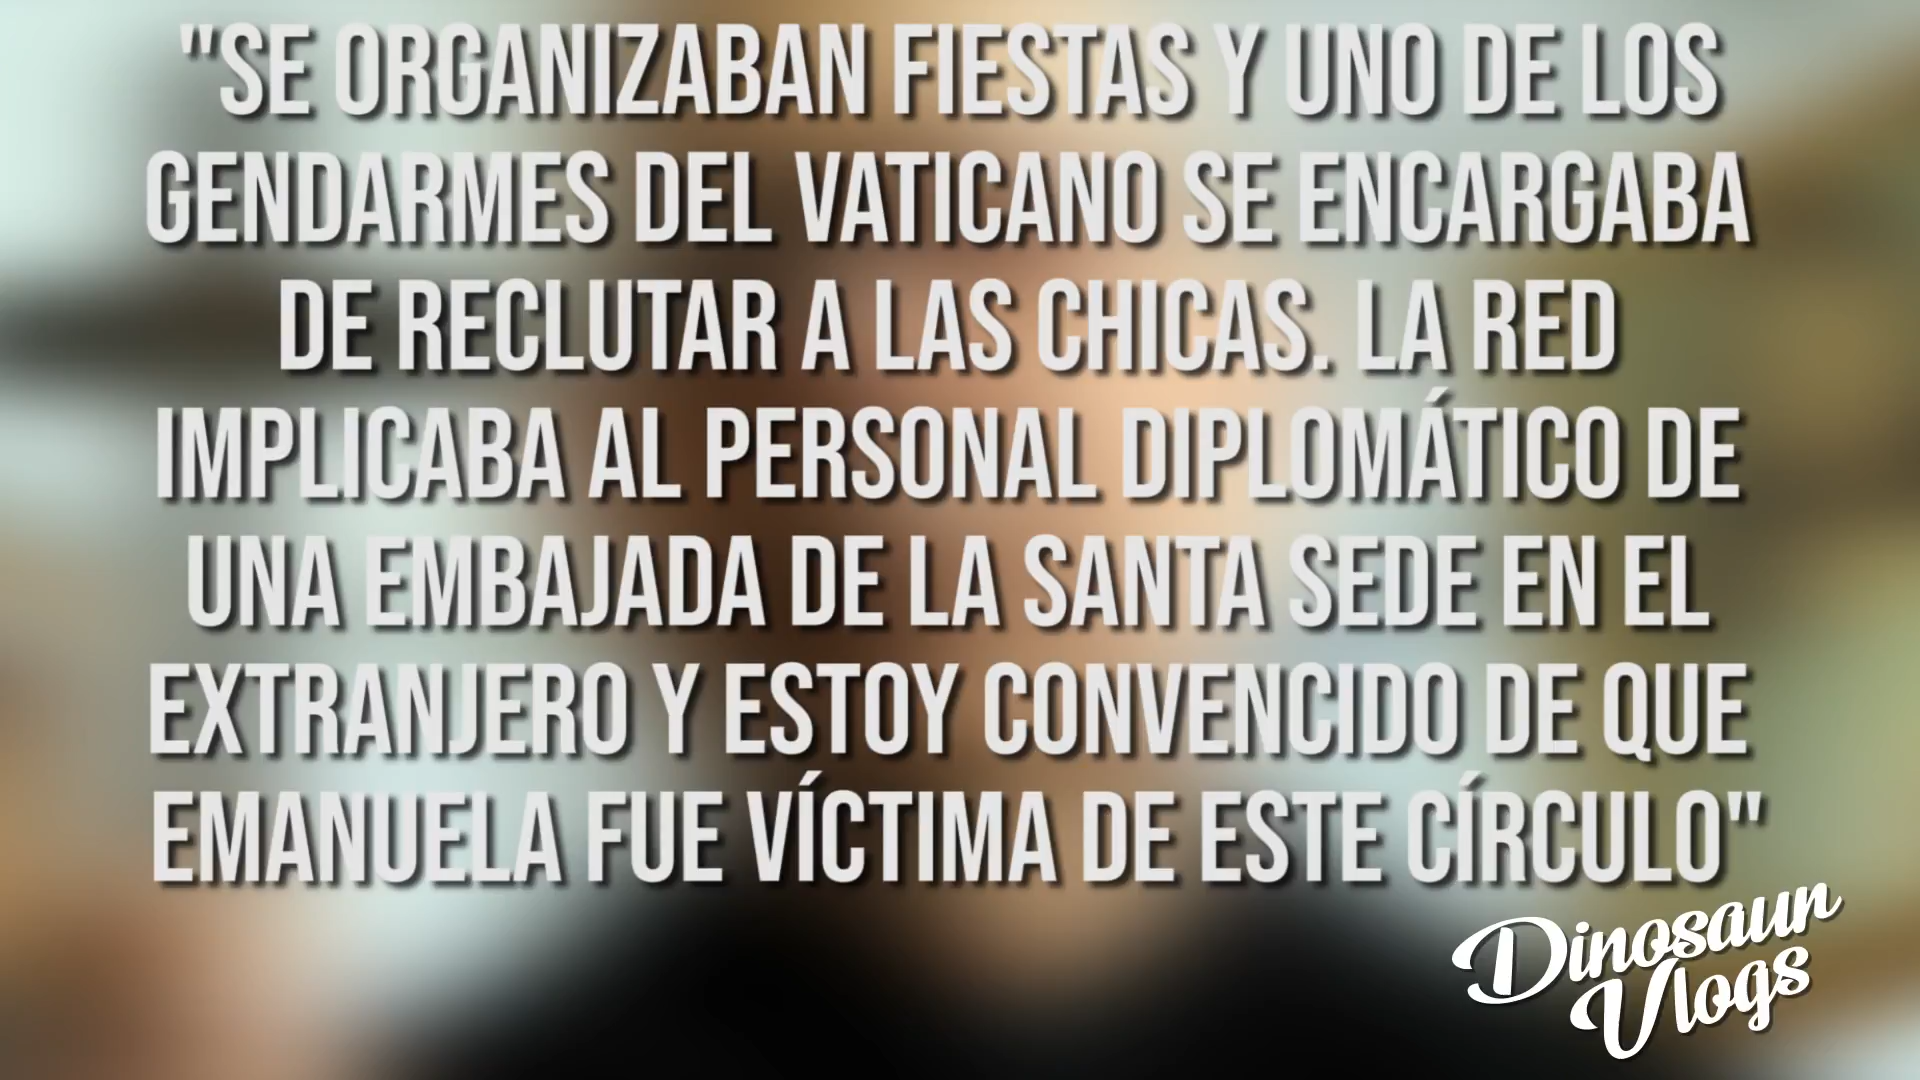 "SE ORGANIZABAN FIESTAS Y UNO DE LOS
GENDARMES DEL VATICANO SE ENCARGABA
DE RECLUTAR A LAS CHICAS. LA RED
IMPLICABA AL PERSONAL DIPLOMÁTICO DE
UNA EMBAJADA DE LA SANTA SEDE EN EL
EXTRANJERO Y ESTOY CONVENCIDO DE QUE
EMANUELA FUE VÍCTIMA DE ESTE CÍRCULO"
Dinosaur
Vlogs